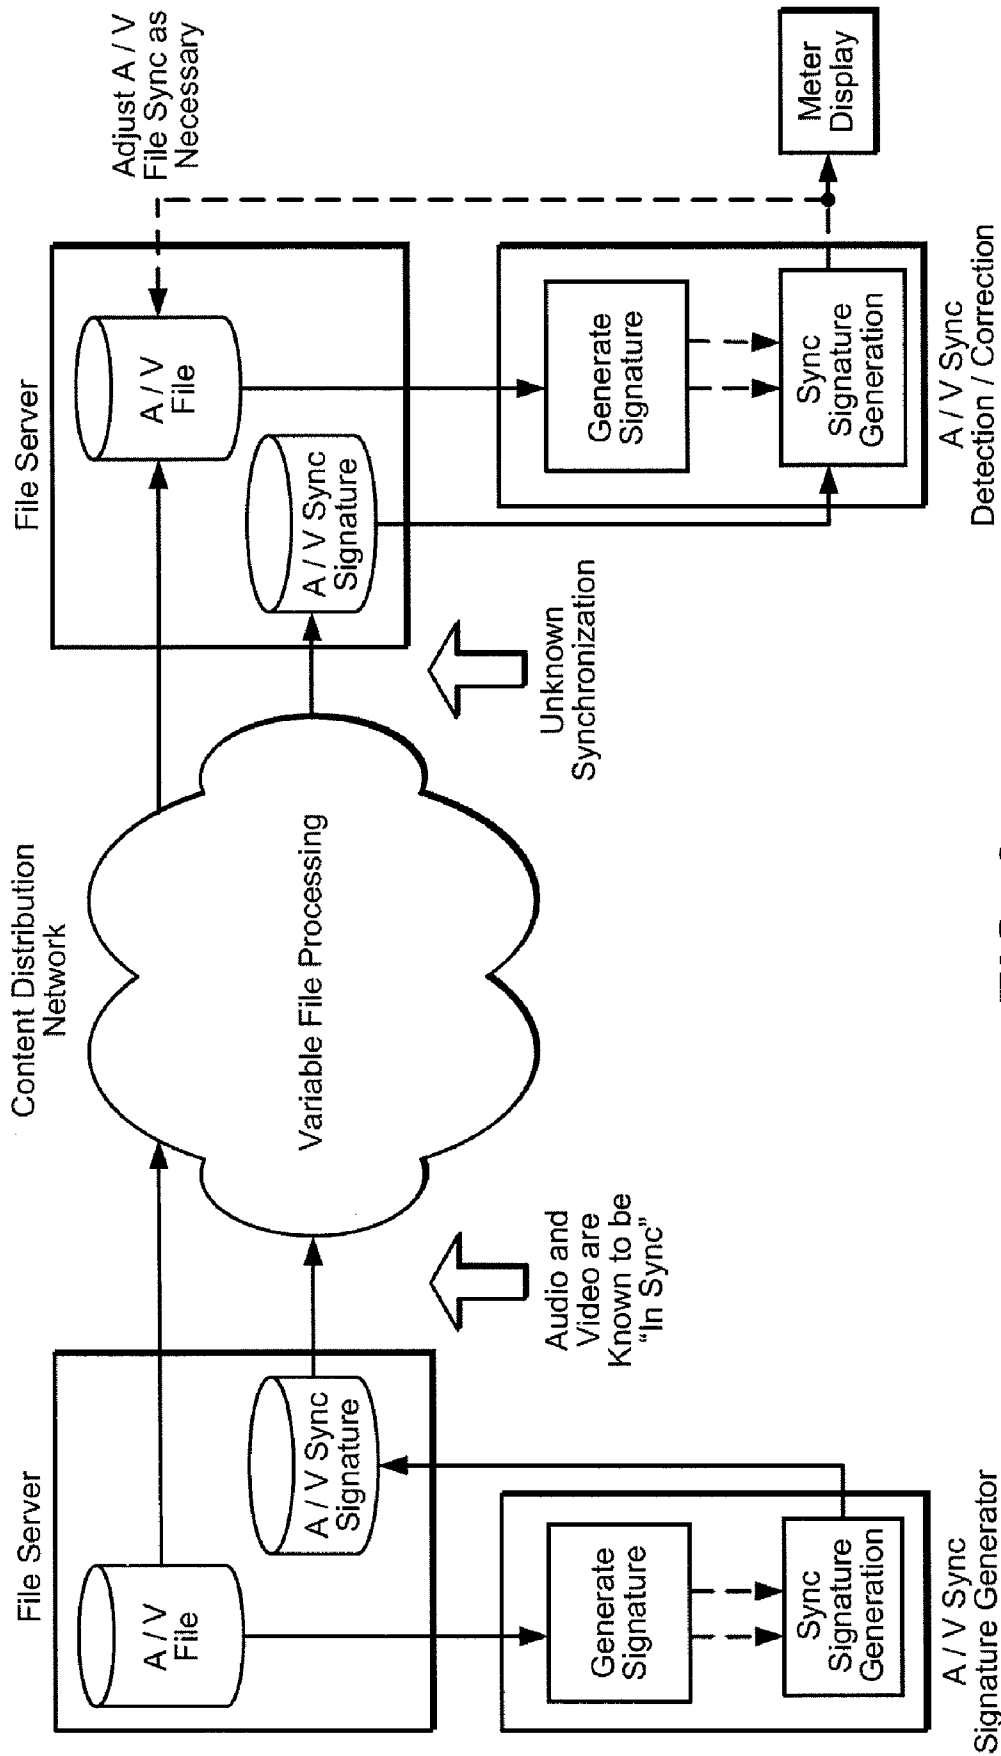 File Server
A / V
File
A / V Sync
Signature
Generate
Signature
Sync
Signature
Generation
A / V Sync
Signature Generator
Audio and
Video are
Known to be
“In Sync”
Content Distribution
Network
Variable File Processing
Unknown
Synchronization
File Server
A / V
File
A / V Sync
Signature
Adjust A / V
File Sync as
Necessary
Generate
Signature
Sync
Signature
Generation
A / V Sync
Detection / Correction
Meter
Display